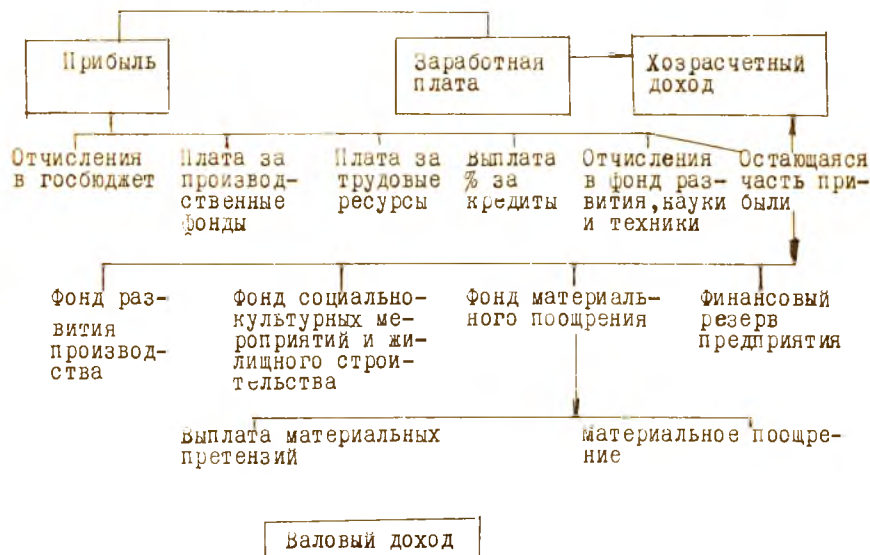 Прибыль
Заработная
плата
Хозрасчетный
доход
Отчисления
в госбюджет
Плата за
производ-
ственные
фонды
Плата за
трудовые
ресурсы
Выплата
% за
кредиты
Отчисления
в фонд раз-
вития,науки
и техники
Остающаяся
часть при-
были
Фонд раз-
вития
производ-
ства
Фонд социально-
культурных ме-
роприятий и жи-
лищного строи-
тельства
Фонд материаль-
ного поощрения
Финансовый
резерв
предприятия
Выплата материальных
претензий
Материальное поощре-
ние
Валовый доход